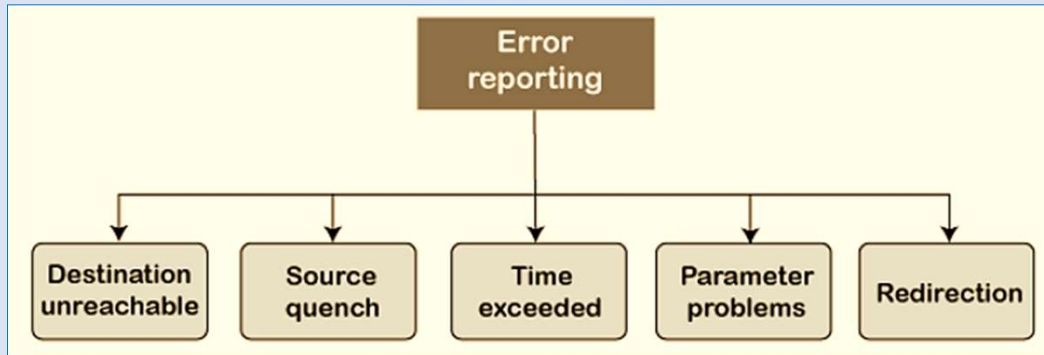 Error
reporting
Destination
unreachable
Source
quench
Time
exceeded
Parameter
problems
Redirection